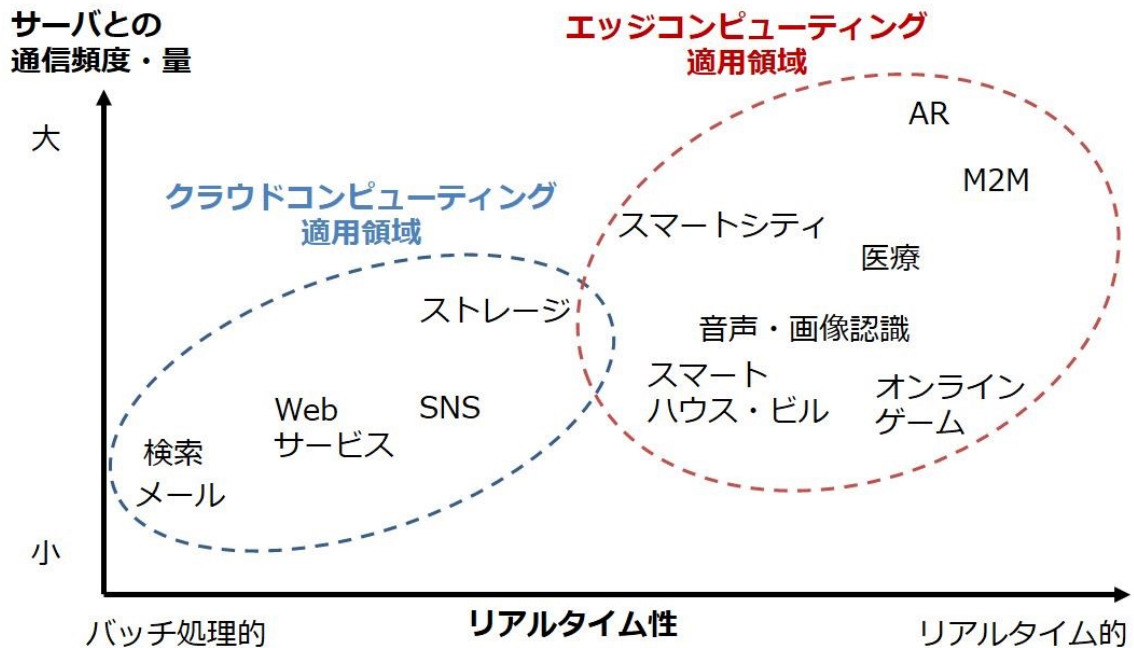 サーバとの
通信頻度・量
エッジコンピューティング
適用領域
大
AR
M2M
クラウドコンピューティング
適用領域
スマートシティ
医療
ストレージ
音声・画像認識
スマート
ハウス・ビル
オンライン
ゲーム
Web
サービス
SNS
検索
メール
小
バッチ処理的
リアルタイム性
リアルタイム的